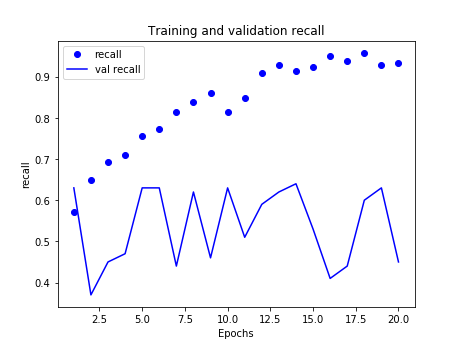 Training and validation recall
recall
val recall
recall
0.9
0.8
0.7
0.6
0.5
0.4
2.5 5.0 7.5 10.0 12.5 15.0 17.5 20.0
Epochs